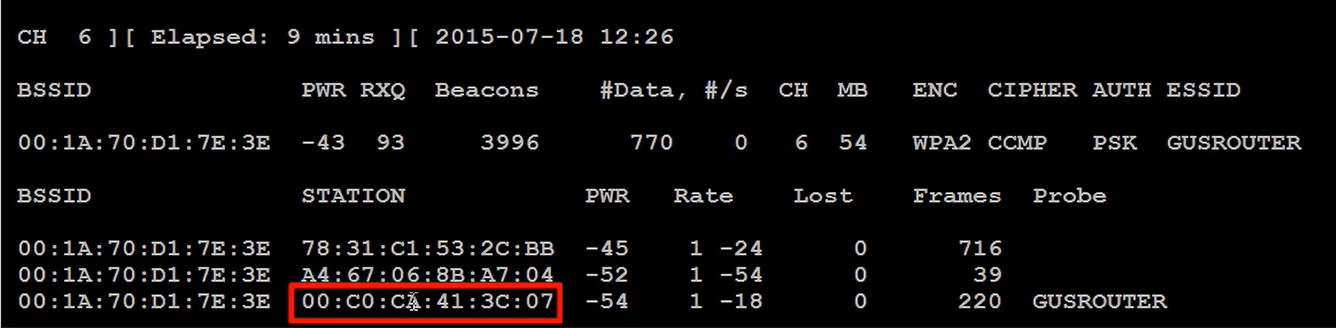 CH 6 ][ Elapsed: 9 mins ][ 2015-07-18 12:26
BSSID PWR RXQ Beacons #Data, #/s CH MB ENC CIPHER AUTH ESSID
00:1A:70:D1:7E:3E -43 93 3996 770 0 6 54 WPA2 CCMP PSK GUSROUTER
BSSID STATION PWR Rate Lost Frames Probe
00:1A:70:D1:7E:3E 78:31:C1:53:2C:BB -45 1 -24 0 716
00:1A:70:D1:7E:3E A4:67:06:8B:A7:04 -52 1 -54 0 39
00:1A:70:D1:7E:3E 00:C0:CA:41:3C:07 -54 1 -18 0 220 GUSROUTER